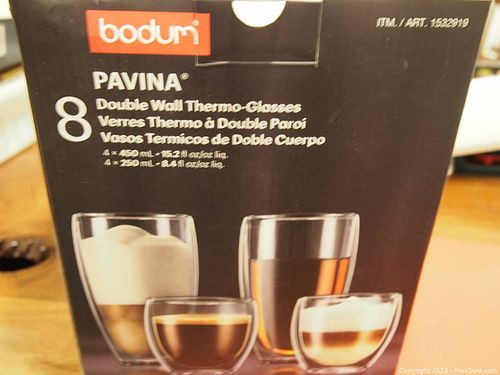 bodum®
ITM. / ART. 1532919
PAVINA®
8
Double Wall Thermo-Glasses
Verres Thermo à Double Paroi
Vasos Termicos de Doble Cuerpo
4 x 450 mL - 15.2 fl oz/oz liq.
4 x 250 mL - 8.4 fl oz/oz liq.
Copyright 2023 - MaxSold.com